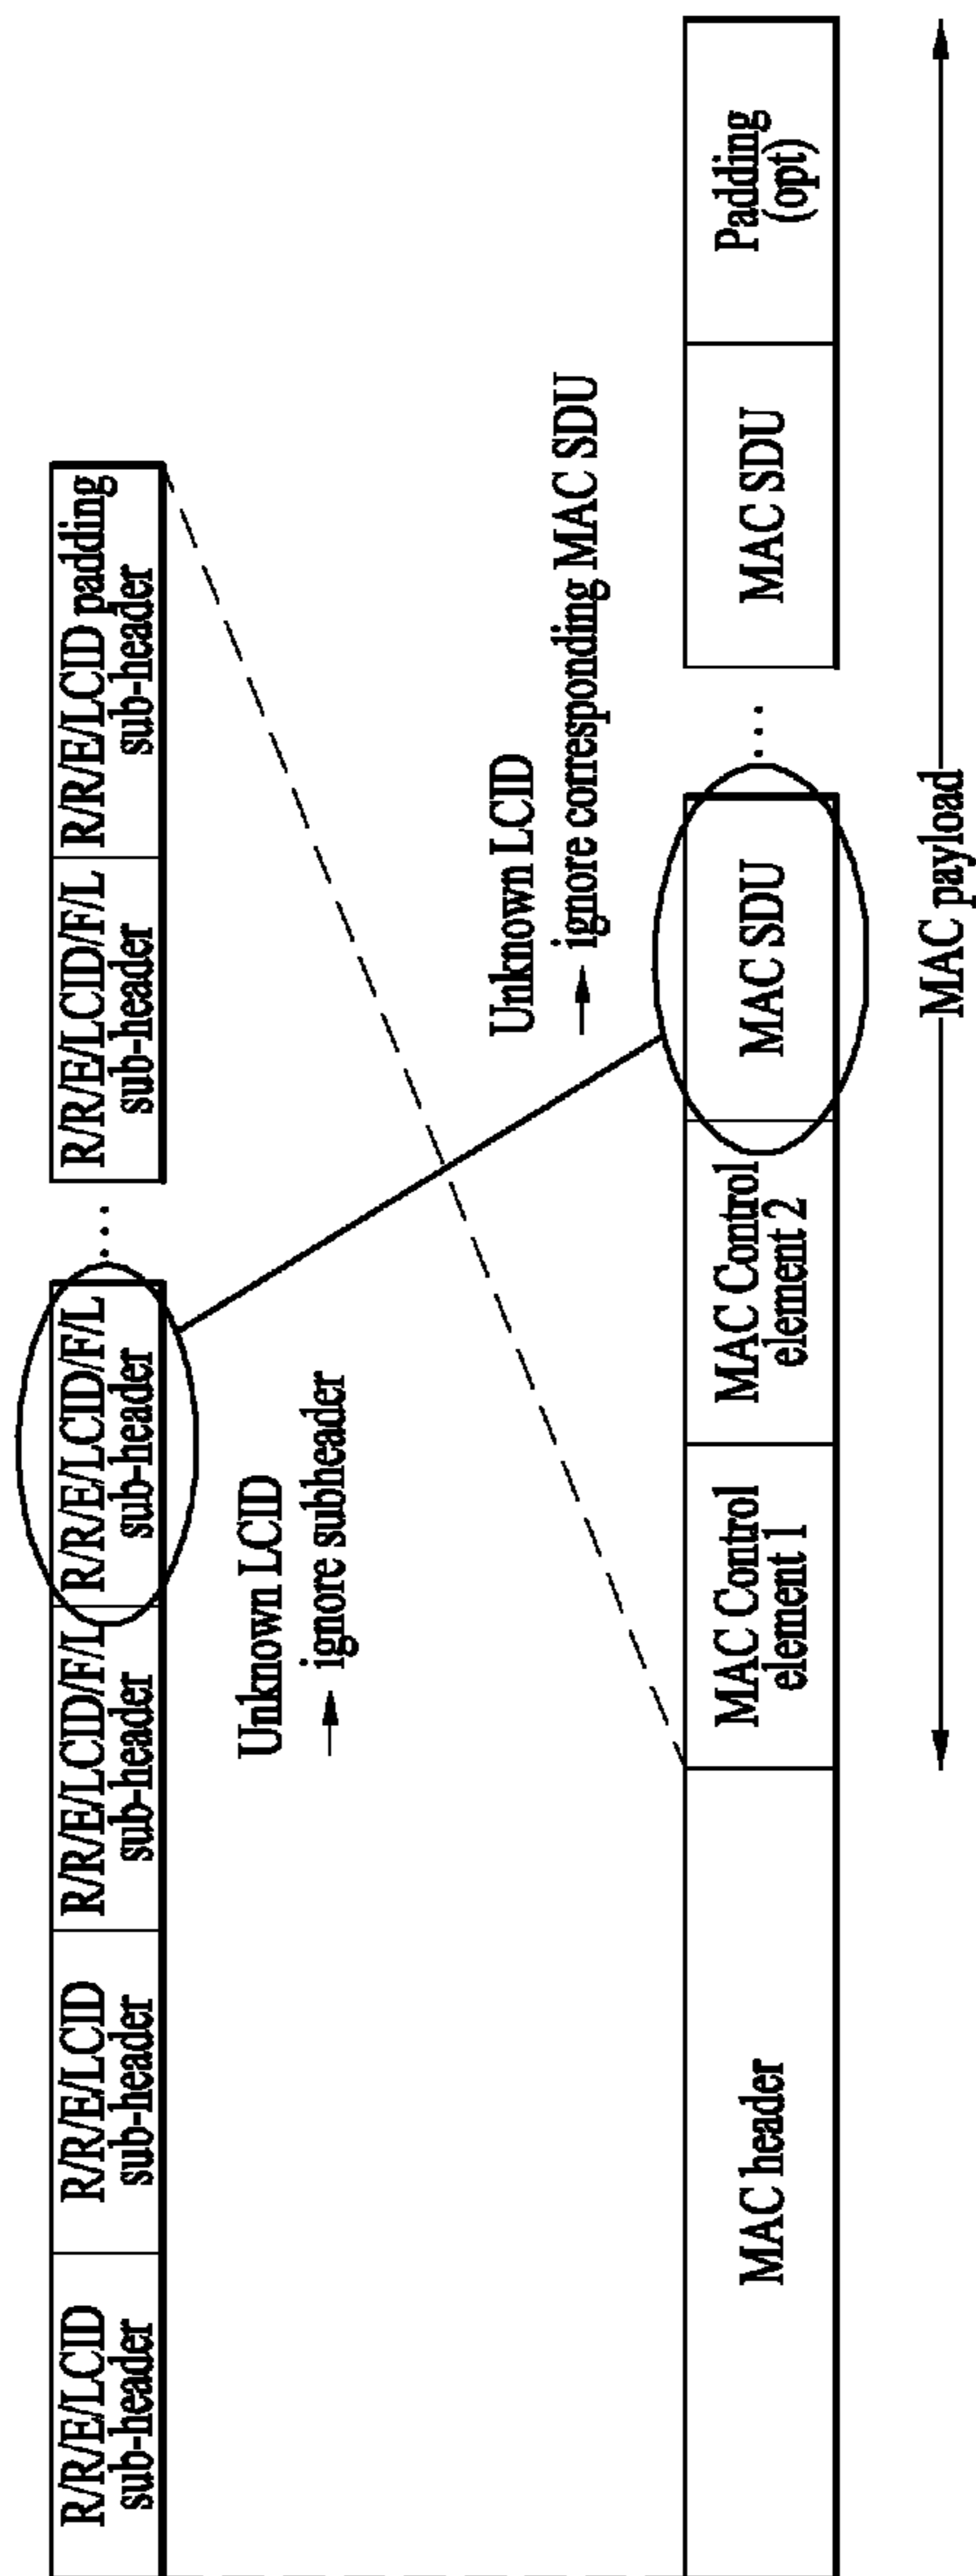 R/R/E/LCID
sub-header
R/R/E/LCID
sub-header
R/R/E/LCID/F/L
sub-header
R/R/E/LCID/F/L
sub-header
...
R/R/E/LCID/F/L
sub-header
R/R/E/LCID padding
sub-header
Unknown LCID
→ ignore subheader
Unknown LCID
→ ignore corresponding MAC SDU
MAC header
MAC Control
element 1
MAC Control
element 2
MAC SDU
...
MAC SDU
Padding
(opt)
MAC payload